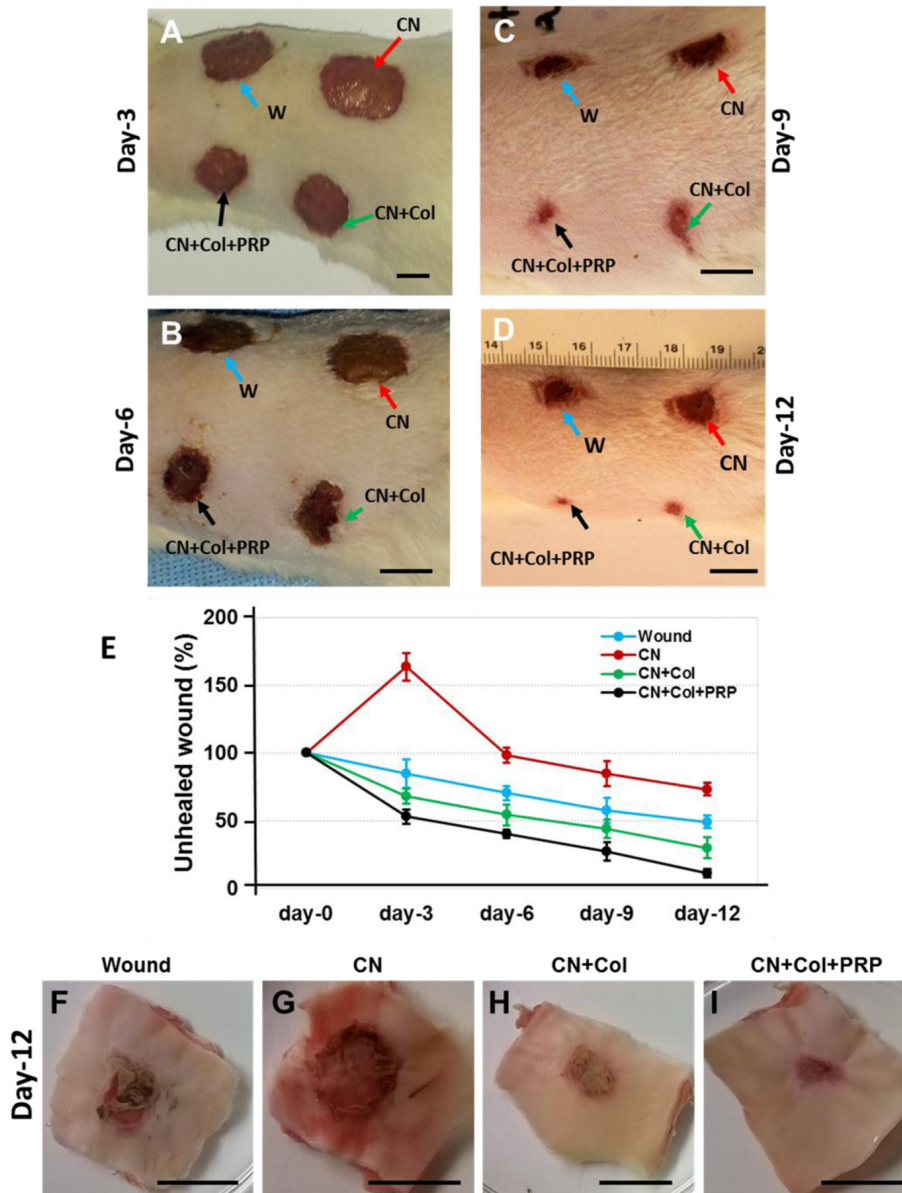 A
CN
W
CN+Col
CN+Col+PRP
Day-3
C
W
CN
CN+Col
CN+Col+PRP
Day-9
B
W
CN
CN+Col
CN+Col+PRP
Day-6
D
14 15 16 17 18 19
W
CN
CN+Col+PRP
CN+Col
Day-12
E
Unhealed wound (%)
200
150
100
50
0
Wound
CN
CN+Col
CN+Col+PRP
day-0 day-3 day-6 day-9 day-12
Wound CN CN+Col CN+Col+PRP
Day-12
F G H I